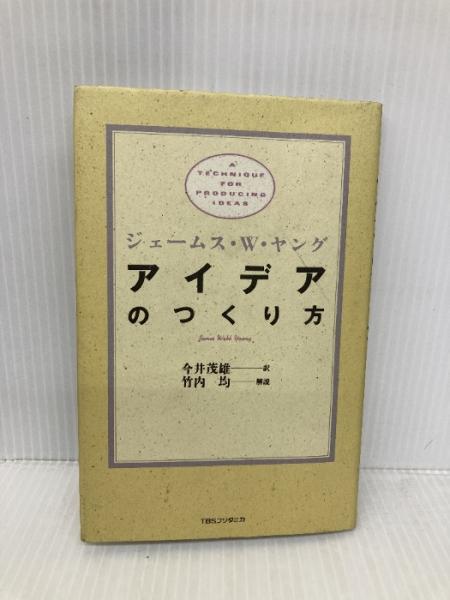 A
TECHNIQUE
FOR
PRODUCING
IDEAS
ジェームス・W・ヤング
アイデア
のつくり方
James Webb Young
今井茂雄——訳
竹内 均——解説
TBSブリタニカ